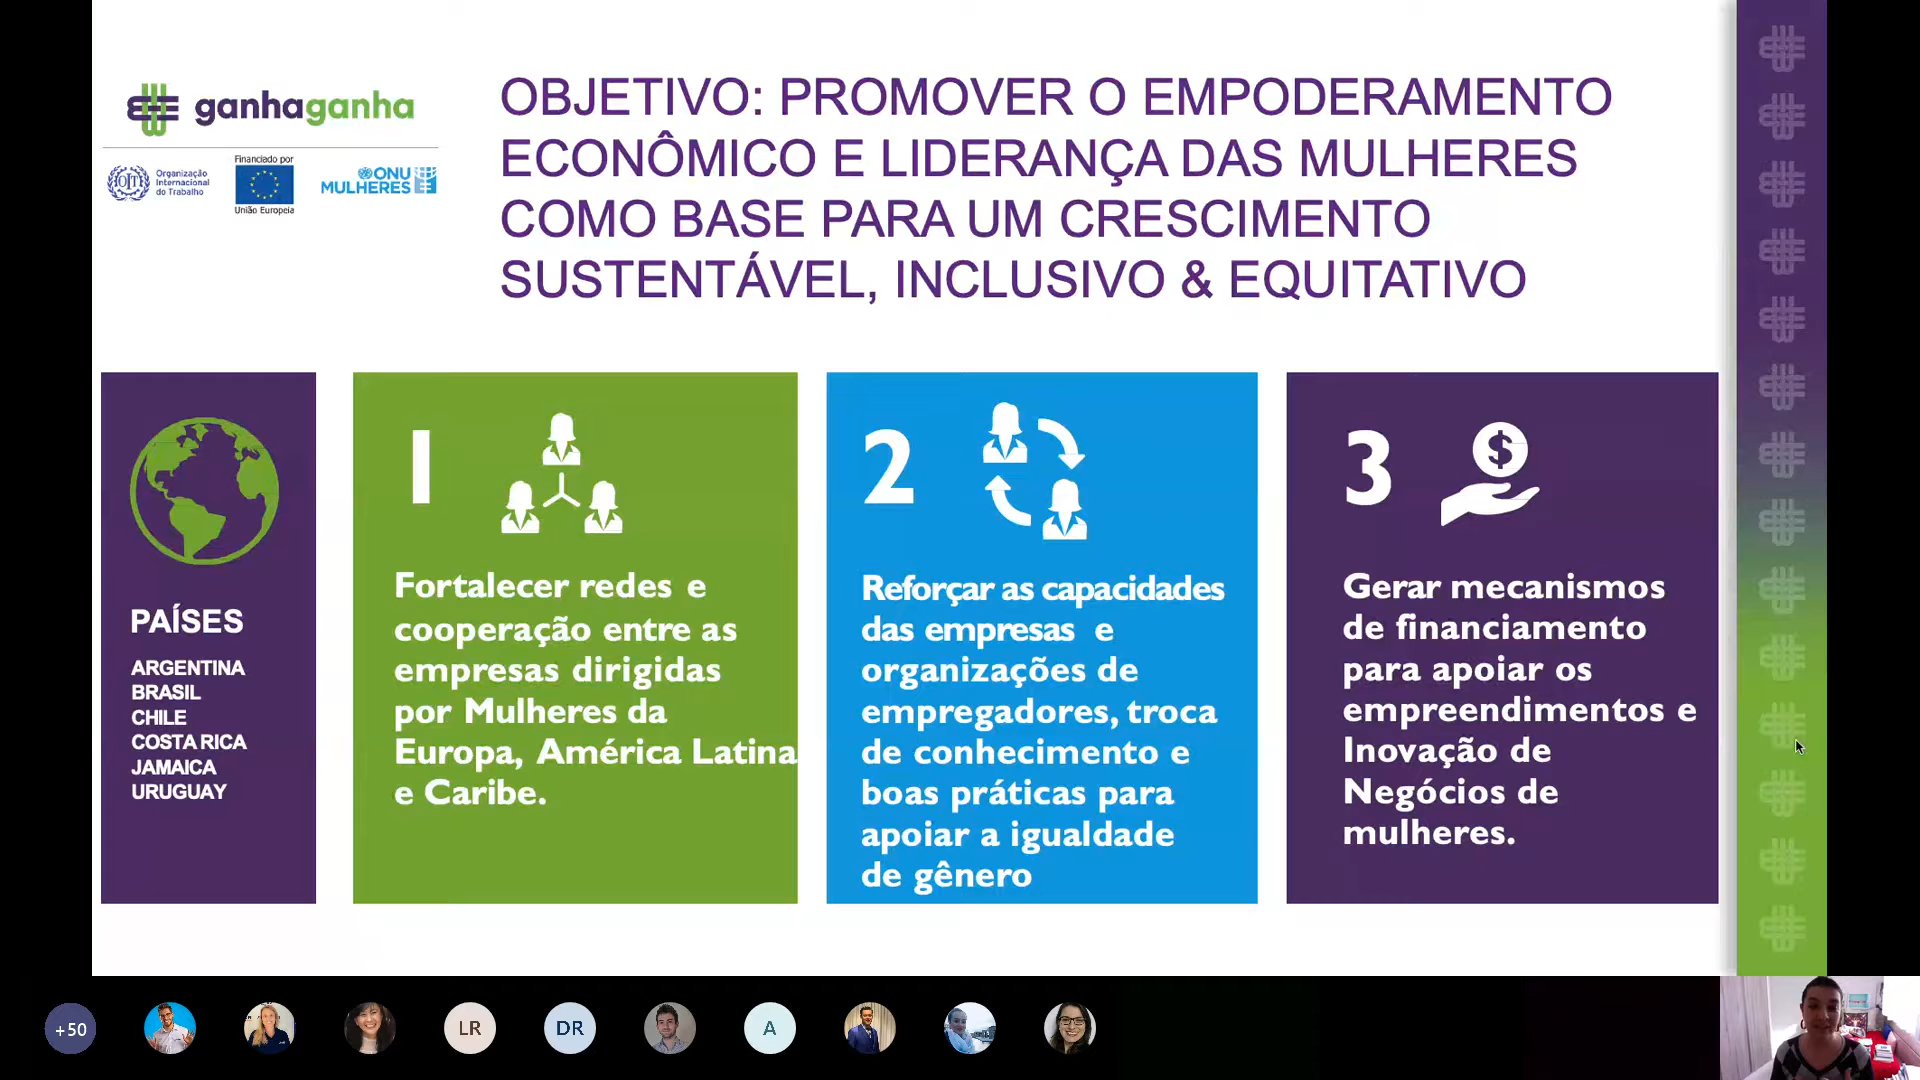 ganhaganha
OBJETIVO: PROMOVER O EMPODERAMENTO
ECONÔMICO E LIDERANÇA DAS MULHERES
COMO BASE PARA UM CRESCIMENTO
SUSTENTÁVEL, INCLUSIVO & EQUITATIVO
OIT
Organização
Internacional
do Trabalho
Financiado por
União Europeia
ONU
MULHERES
PAÍSES
ARGENTINA
BRASIL
CHILE
COSTA RICA
JAMAICA
URUGUAY
1
Fortalecer redes e
cooperação entre as
empresas dirigidas
por Mulheres da
Europa, América Latina
e Caribe.
2
Reforçar as capacidades
das empresas e
organizações de
empregadores, troca
de conhecimento e
boas práticas para
apoiar a igualdade
de gênero
3
$
Gerar mecanismos
de financiamento
para apoiar os
empreendimentos e
Inovação de
Negócios de
mulheres.
+50
LR
DR
A